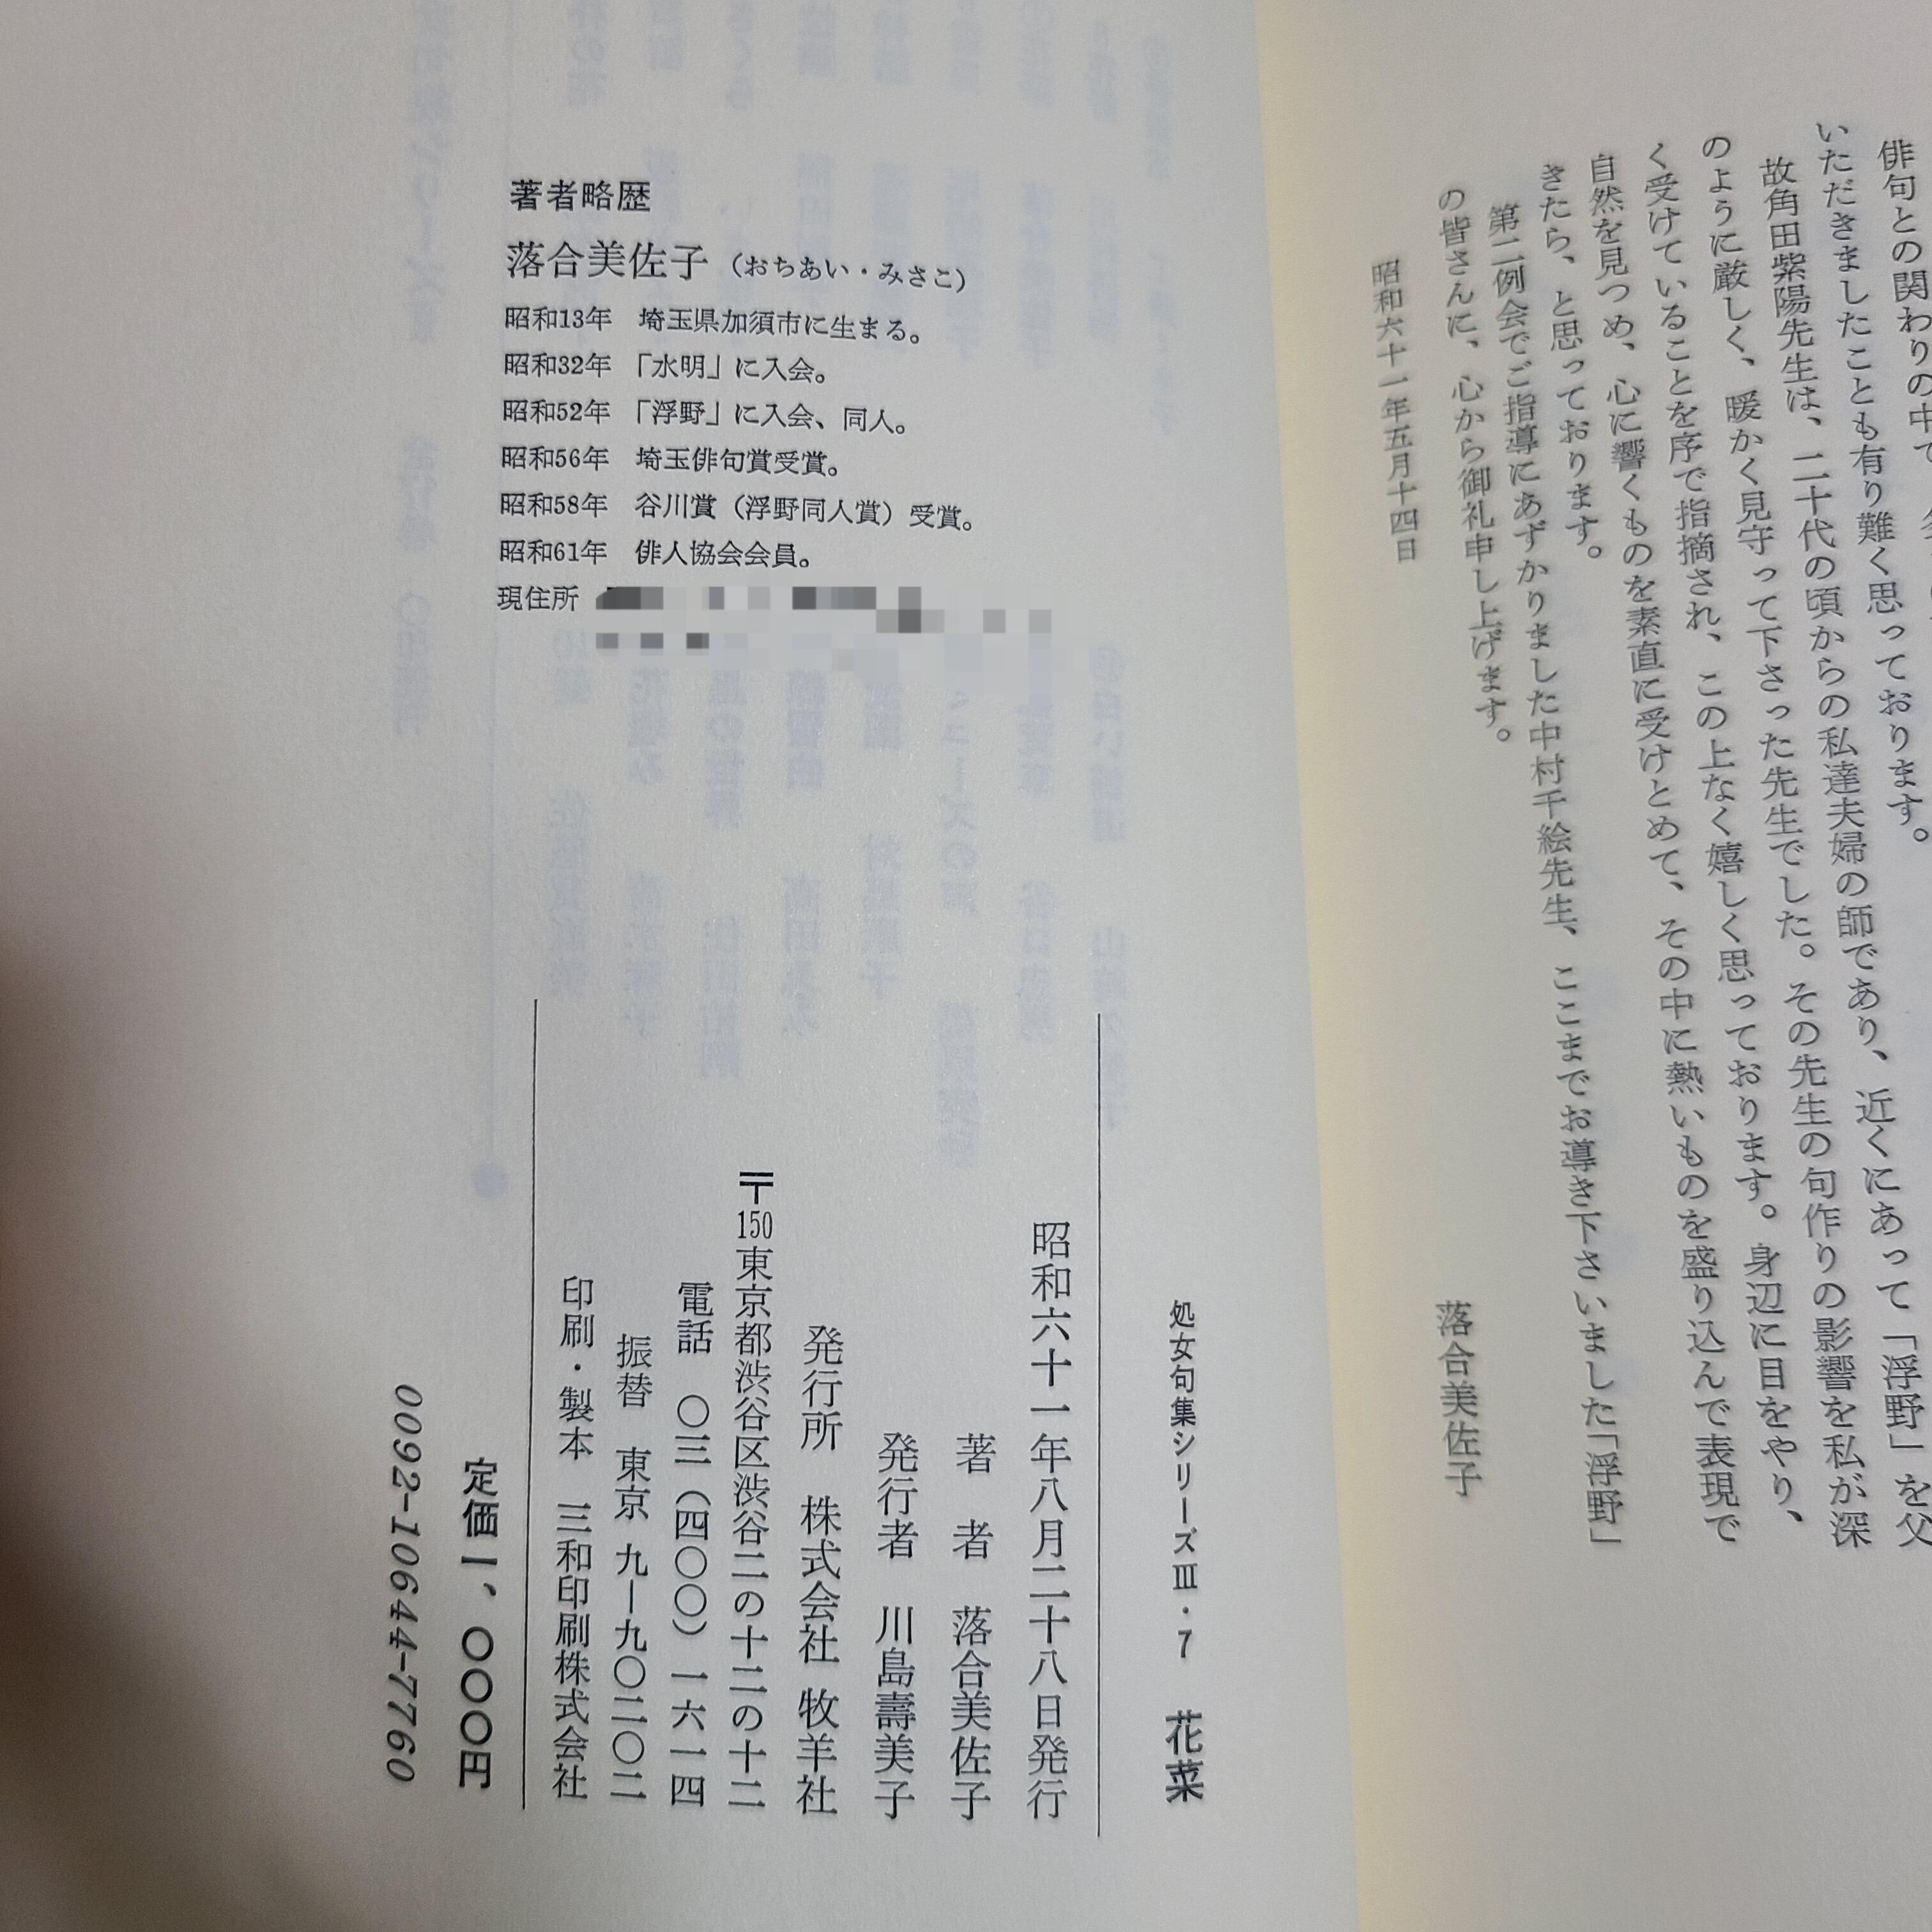 俳句との関わりの中で
いただきましたことも有り難く思っております。
故角田紫陽先生は、二十代の頃からの私達夫婦の師であり、近くにあって「浮野」を父
のように厳しく、暖かく見守って下さった先生でした。その先生の句作りの影響を私が深
く受けていることを序で指摘され、この上なく嬉しく思っております。身辺に目をやり、
自然を見つめ、心に響くものを素直に受けとめて、その中に熱いものを盛り込んで表現で
きたら、と思っております。
第二例会でご指導にあずかりました中村千絵先生、ここまでお導き下さいました「浮野」
の皆さんに、心から御礼申し上げます。
昭和六十一年五月十四日
落合美佐子
著者略歴
落合美佐子（おちあい・みさこ）
昭和13年 埼玉県加須市に生まる。
昭和32年 「水明」に入会。
昭和52年 「浮野」に入会、同人。
昭和56年 埼玉俳句賞受賞。
昭和58年 谷川賞（浮野同人賞）受賞。
昭和61年 俳人協会会員。
現住所
処女句集シリーズⅢ・7 花菜
昭和六十一年八月二十八日発行
著者 落合美佐子
発行者 川島壽美子
発行所 株式会社 牧羊社
〒150東京都渋谷区渋谷二の十二の十二
電話 〇三（四〇〇）一六一四
振替 東京 九―九〇二〇二
印刷・製本 三和印刷株式会社
定価一、〇〇〇円
0092-10644-7760